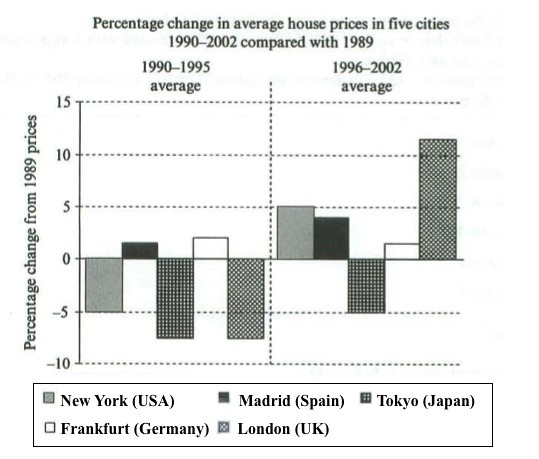 Percentage change in average house prices in five cities
1990–2002 compared with 1989
1990–1995
average
1996–2002
average
Percentage change from 1989 prices
15
10
5
0
−5
−10
New York (USA)
Madrid (Spain)
Tokyo (Japan)
Frankfurt (Germany)
London (UK)